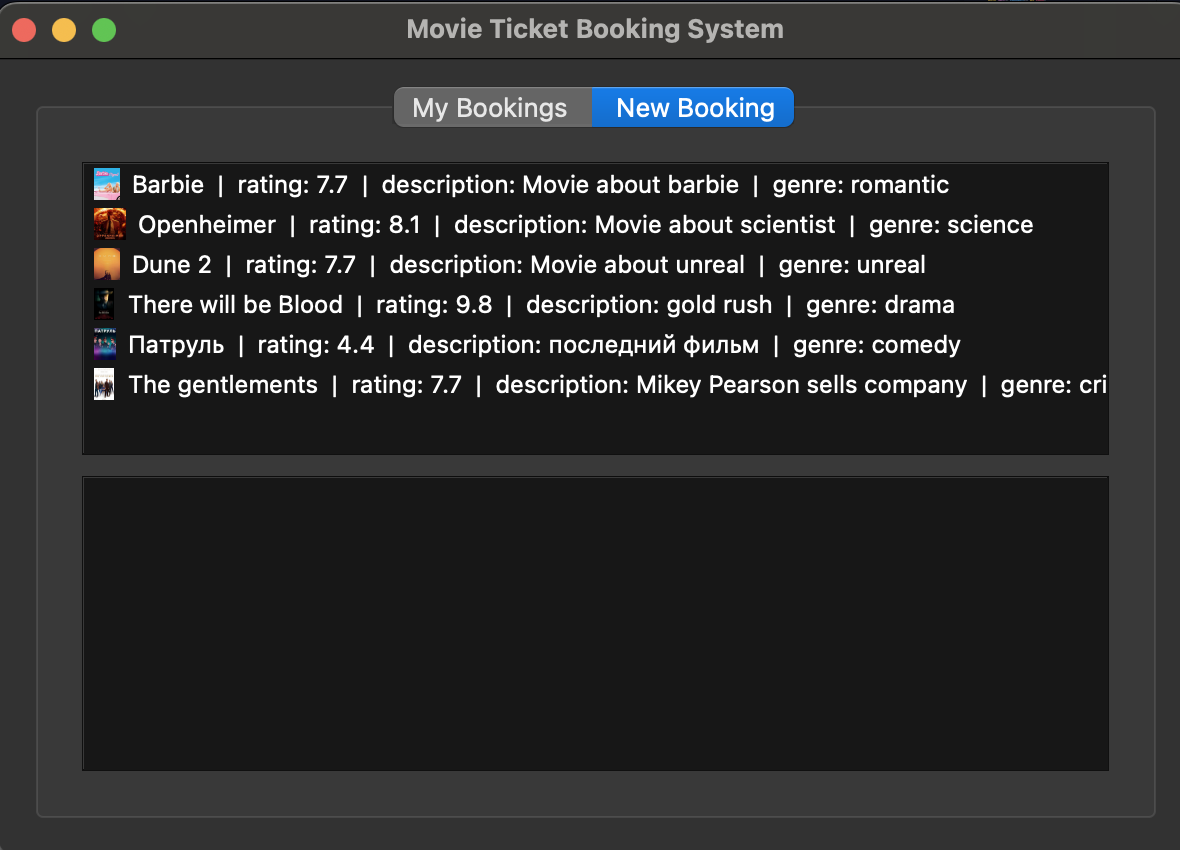 Movie Ticket Booking System
My Bookings New Booking
Barbie | rating: 7.7 | description: Movie about barbie | genre: romantic
Openheimer | rating: 8.1 | description: Movie about scientist | genre: science
Dune 2 | rating: 7.7 | description: Movie about unreal | genre: unreal
There will be Blood | rating: 9.8 | description: gold rush | genre: drama
Патруль | rating: 4.4 | description: последний фильм | genre: comedy
The gentlements | rating: 7.7 | description: Mikey Pearson sells company | genre: cri